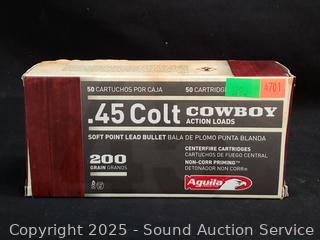 50 CARTUCHOS POR CAJA
50 CARTRIDG
4701
.45 Colt COWBOY
ACTION LOADS
SOFT POINT LEAD BULLET BALA DE PLOMO PUNTA BLANDA
200
GRAIN GRANOS
CENTERFIRE CARTRIDGES
CARTUCHOS DE FUEGO CENTRAL
NON-CORR PRIMING™
DETONADOR NON CORR®
Aguila
Copyright 2025 - Sound Auction Service